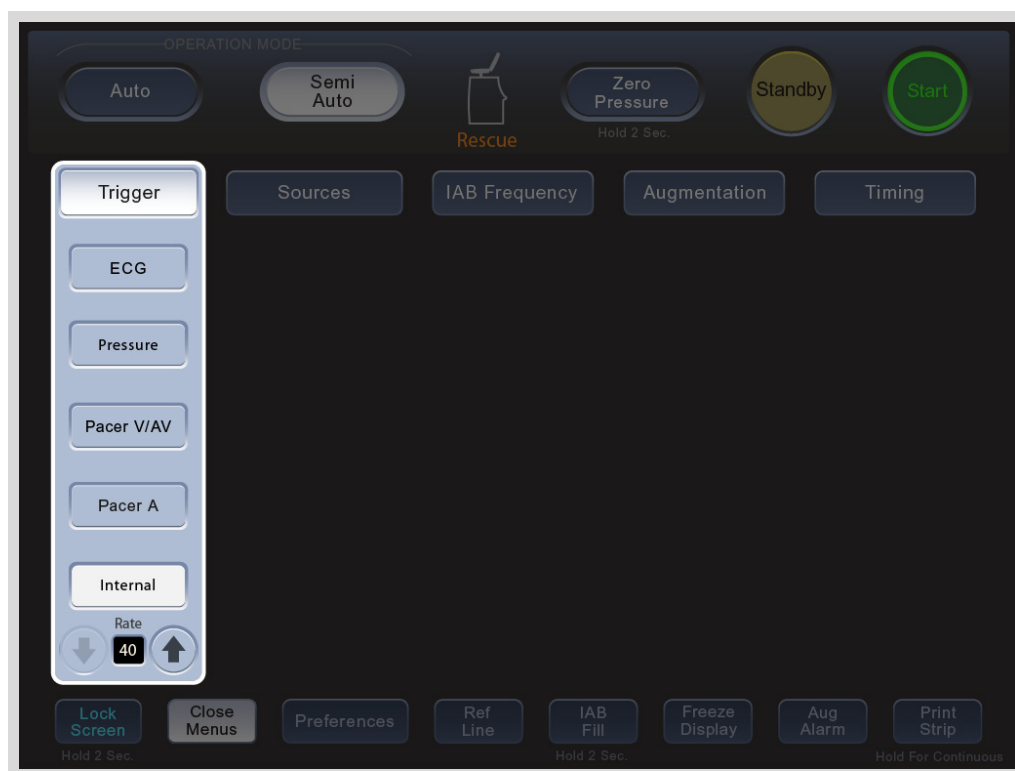 OPERATION MODE
Auto
Semi
Auto
Rescue
Zero
Pressure
Hold 2 Sec.
Standby
Start
Trigger
Sources
IAB Frequency
Augmentation
Timing
ECG
Pressure
Pacer V/AV
Pacer A
Internal
Rate
40
Lock
Screen
Hold 2 Sec.
Close
Menus
Preferences
Ref
Line
IAB
Fill
Hold 2 Sec.
Freeze
Display
Aug
Alarm
Print
Strip
Hold For Continuous